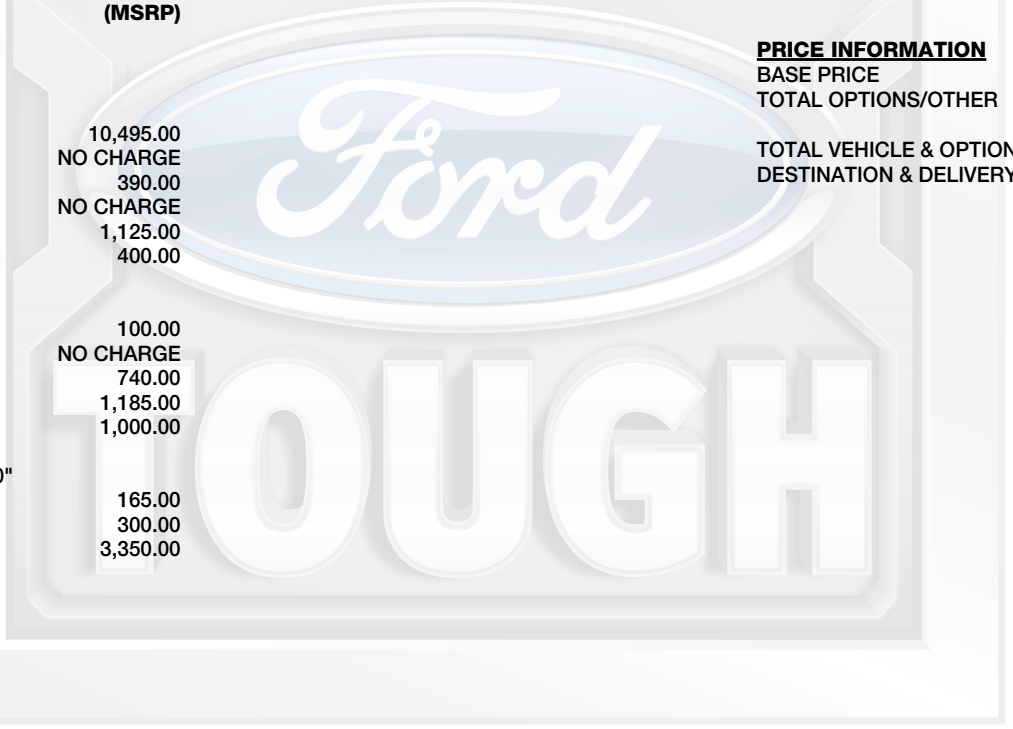 (MSRP)
10,495.00
NO CHARGE
390.00
NO CHARGE
1,125.00
400.00
100.00
NO CHARGE
740.00
1,185.00
1,000.00
0"
165.00
300.00
3,350.00
PRICE INFORMATION
BASE PRICE
TOTAL OPTIONS/OTHER
TOTAL VEHICLE & OPTION
DESTINATION & DELIVERY
Ford
TOUGH